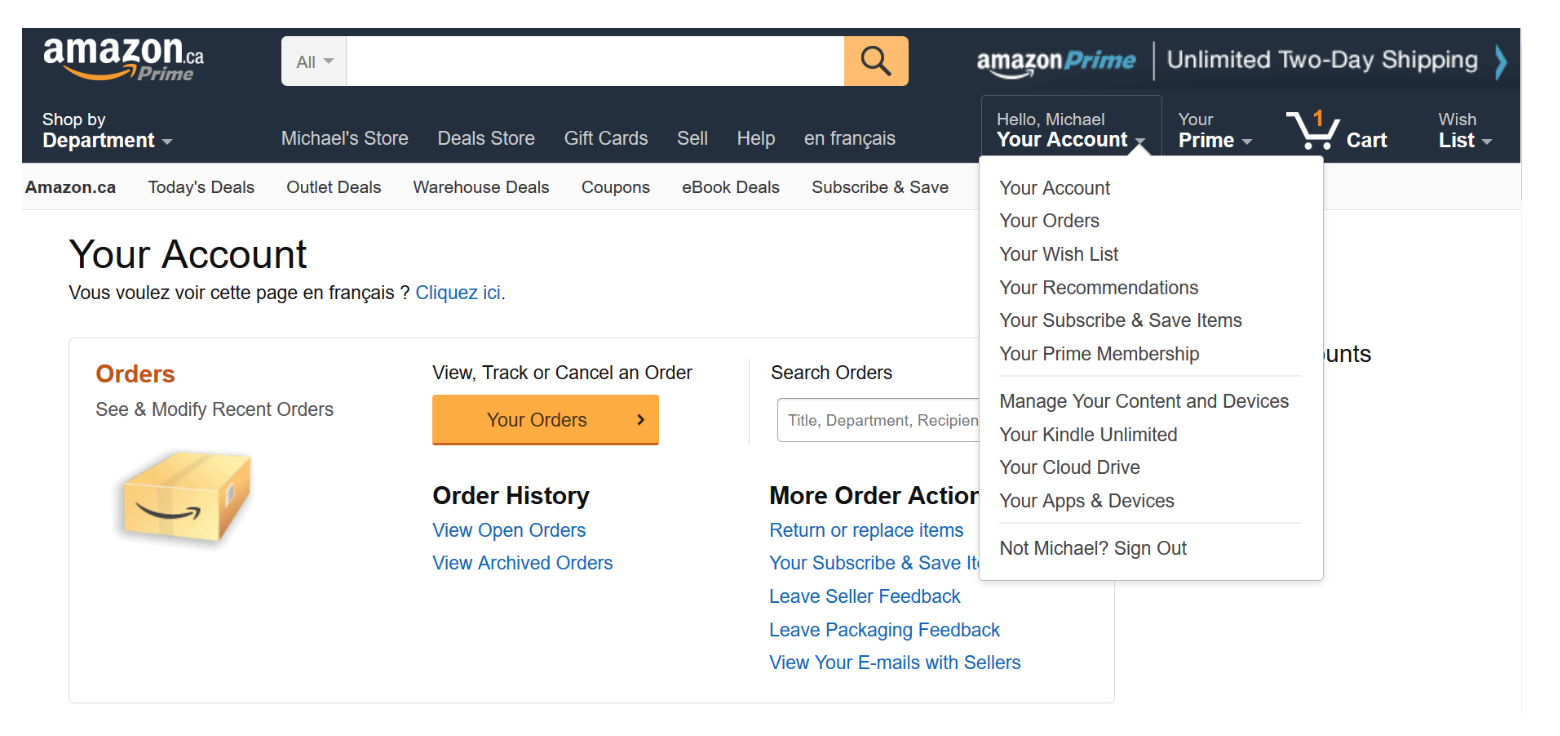 amazon.ca
Prime
All
amazonPrime
Unlimited Two-Day Shipping
Shop by
Department
Michael's Store
Deals Store
Gift Cards
Sell
Help
en français
Hello, Michael
Your Account
Your
Prime
1
Cart
Wish
List
Amazon.ca
Today's Deals
Outlet Deals
Warehouse Deals
Coupons
eBook Deals
Subscribe & Save
Your Account
Your Orders
Your Wish List
Your Recommendations
Your Subscribe & Save Items
Your Prime Membership
Manage Your Content and Devices
Your Kindle Unlimited
Your Cloud Drive
Your Apps & Devices
Not Michael? Sign Out
Your Account
Vous voulez voir cette page en français ? Cliquez ici.
Orders
See & Modify Recent Orders
View, Track or Cancel an Order
Your Orders
Search Orders
Title, Department, Recipien
Order History
View Open Orders
View Archived Orders
More Order Action
Return or replace items
Your Subscribe & Save It
Leave Seller Feedback
Leave Packaging Feedback
View Your E-mails with Sellers